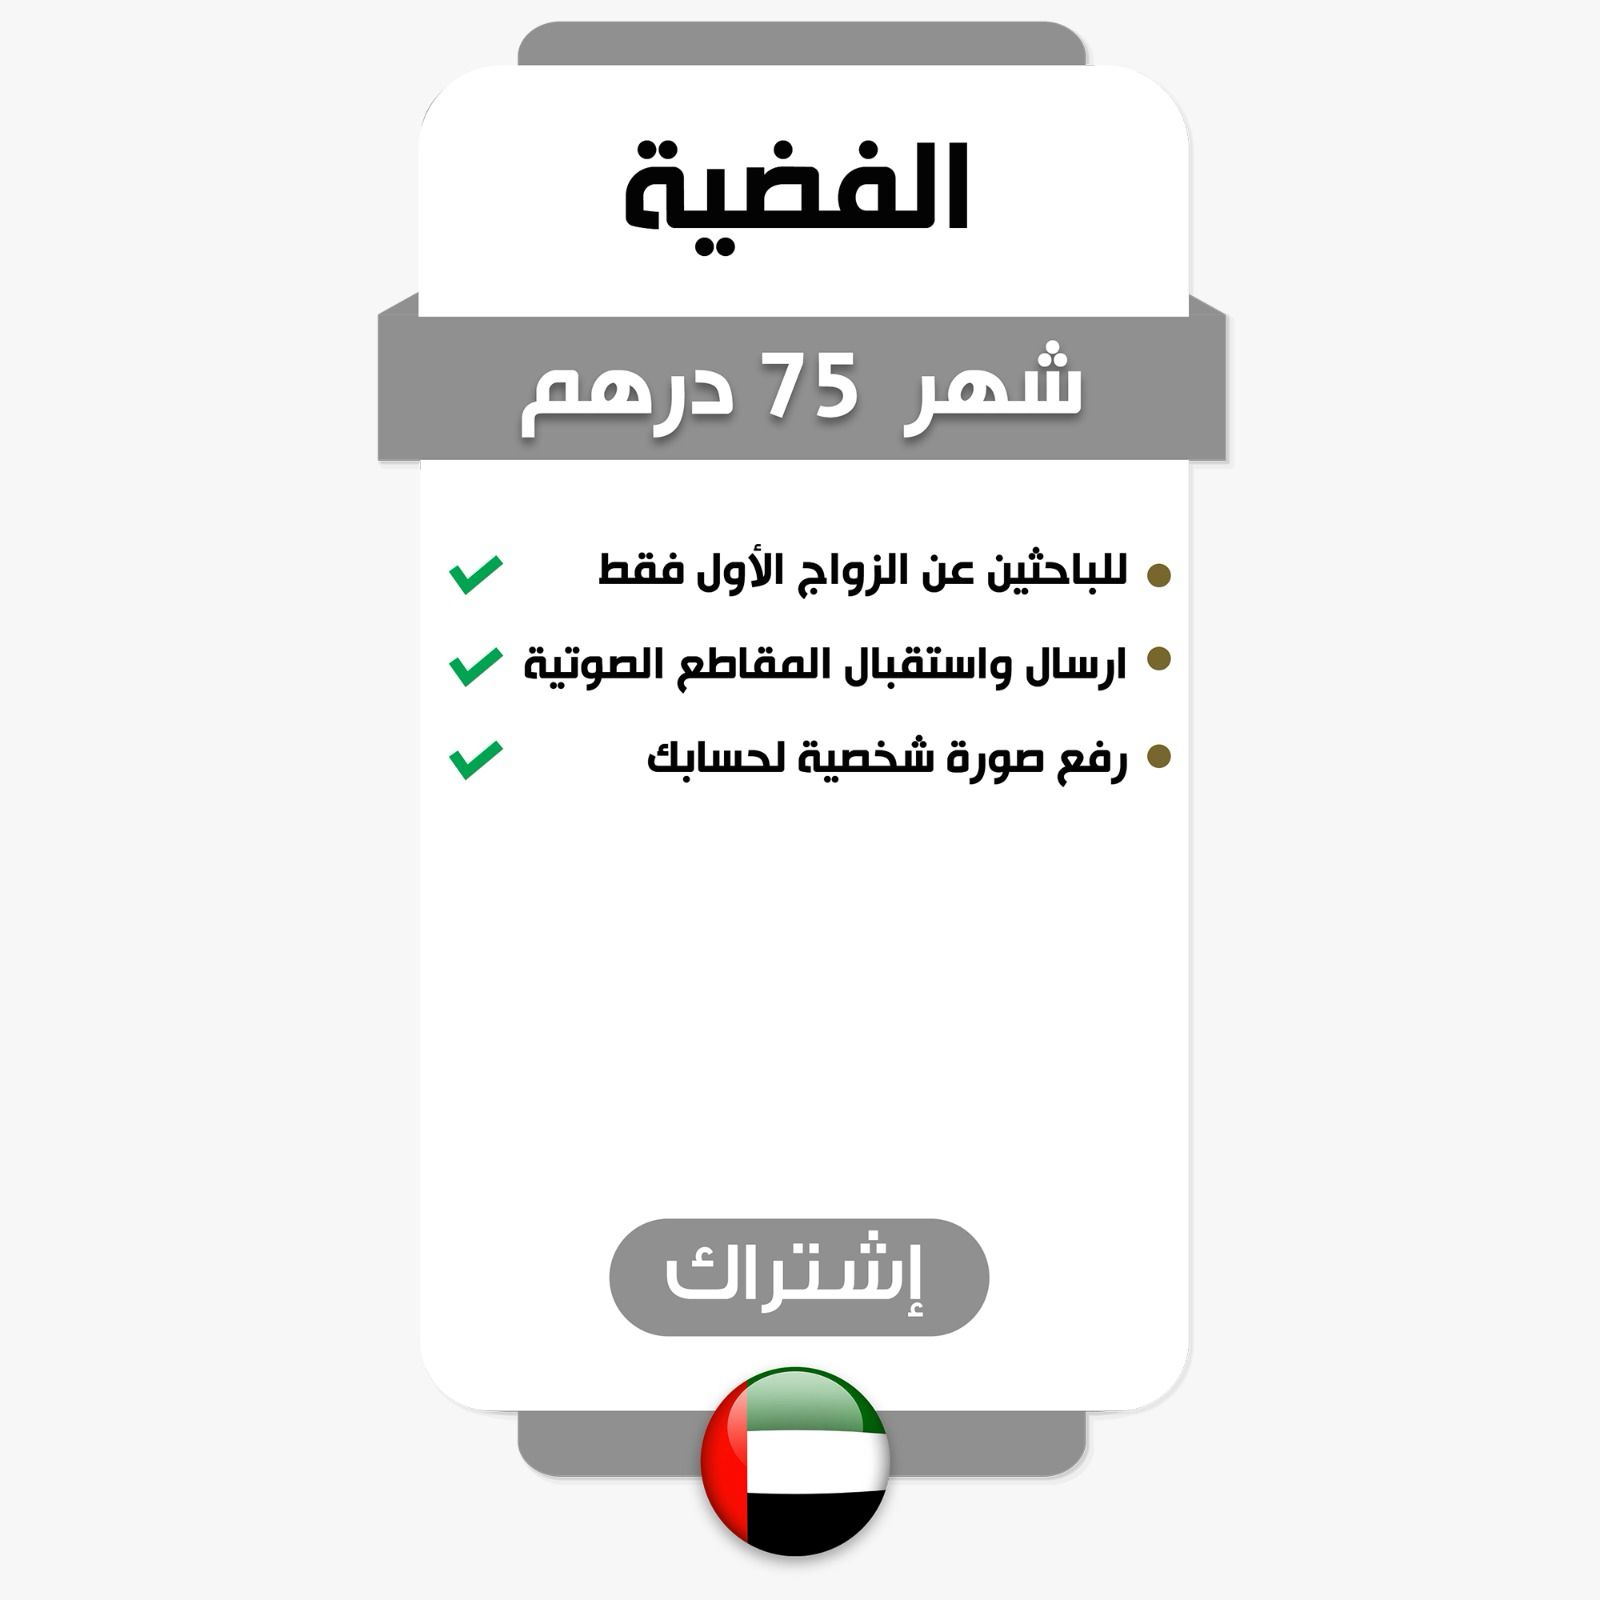 الفضية
شهر 75 درهم
للباحثين عن الزواج الأول فقط
ارسال واستقبال المقاطع الصوتية
رفع صورة شخصية لحسابك
إشتراك